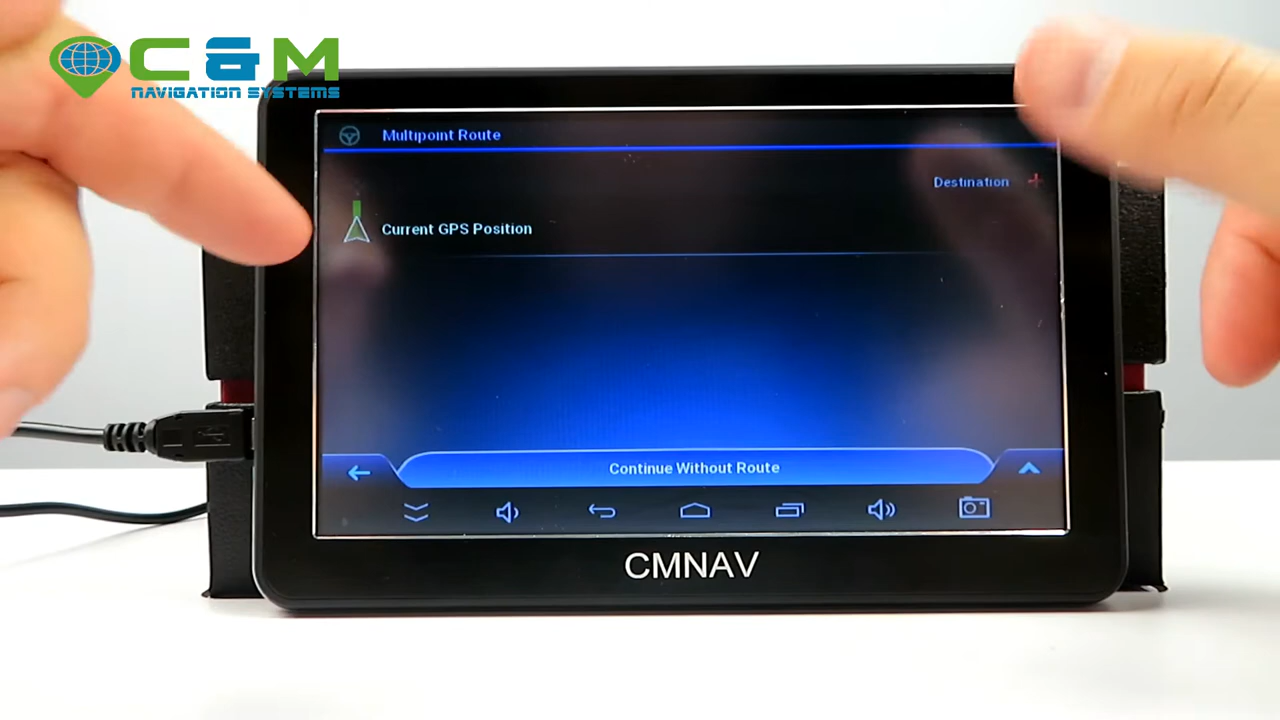 C & M
NAVIGATION SYSTEMS
Multipoint Route
Destination
Current GPS Position
Continue Without Route
CMNAV